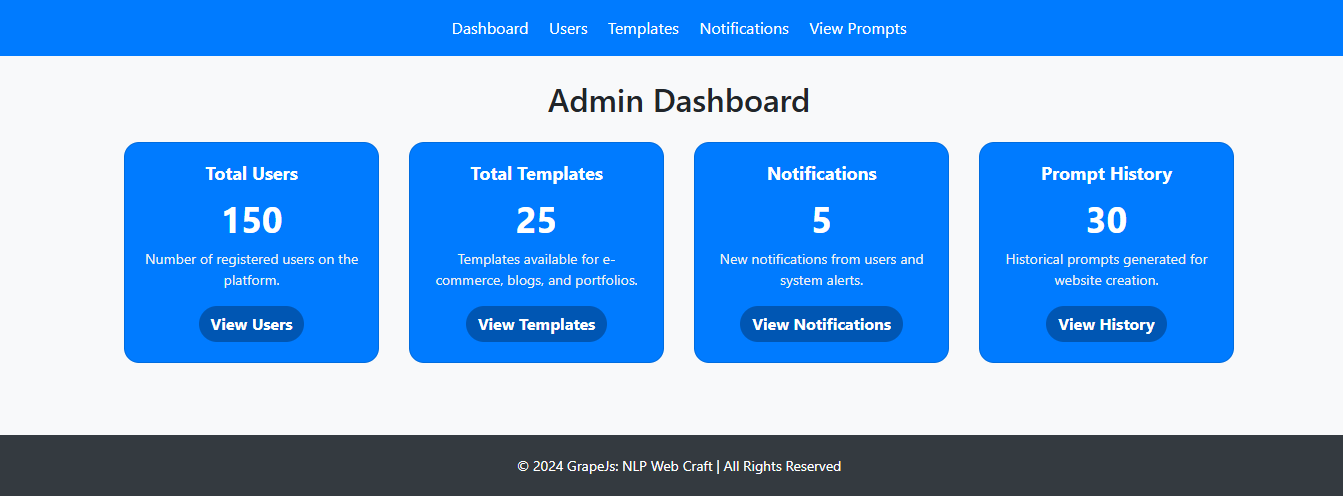 Dashboard Users Templates Notifications View Prompts
Admin Dashboard
Total Users
150
Number of registered users on the
platform.
View Users
Total Templates
25
Templates available for e-
commerce, blogs, and portfolios.
View Templates
Notifications
5
New notifications from users and
system alerts.
View Notifications
Prompt History
30
Historical prompts generated for
website creation.
View History
© 2024 GrapeJs: NLP Web Craft | All Rights Reserved